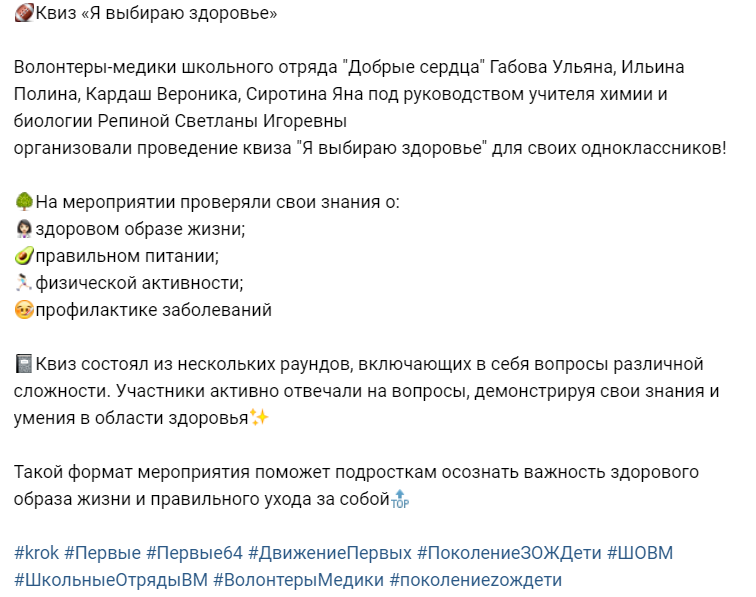 🏈Квиз «Я выбираю здоровье»
Волонтеры-медики школьного отряда "Добрые сердца" Габова Ульяна, Ильина
Полина, Кардаш Вероника, Сиротина Яна под руководством учителя химии и
биологии Репиной Светланы Игоревны
организовали проведение квиза "Я выбираю здоровье" для своих одноклассников!
🌳На мероприятии проверяли свои знания о:
👩‍⚕️здоровом образе жизни;
🥑правильном питании;
🏃‍♀️физической активности;
🤒профилактике заболеваний
📓Квиз состоял из нескольких раундов, включающих в себя вопросы различной
сложности. Участники активно отвечали на вопросы, демонстрируя свои знания и
умения в области здоровья✨
Такой формат мероприятия поможет подросткам осознать важность здорового
образа жизни и правильного ухода за собой🔝
#krok #Первые #Первые64 #ДвижениеПервых #ПоколениеЗОЖДети #ШОВМ
#ШкольныеОтрядыВМ #ВолонтерыМедики #поколениеzождети